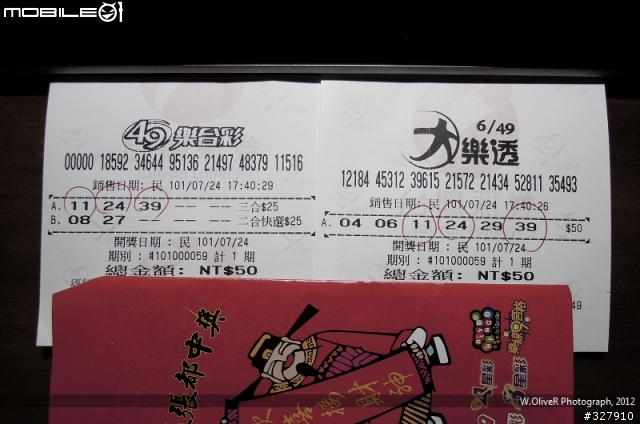 MOBILE01
49樂合彩
00000 18592 34644 95136 21497 48379 11516
銷售日期: 民 101/07/24 17:40:29
A. 11 24 39 -- -- -- 三合$25
B. 08 27 -- -- -- 二合快選$25
開獎日期: 民 101/07/24
期別: #101000059 計 1 期
總金額: NT$50
大樂透 6/49
12184 45312 39615 21572 21434 52811 35493
銷售日期: 民 101/07/24 17:40:26
A. 04 06 11 24 29 39 $50
開獎日期: 民 101/07/24
期別: #101000059 計 1 期
總金額: NT$50
張都中獎
BINGO
W.OliveR Photograph, 2012
#327910